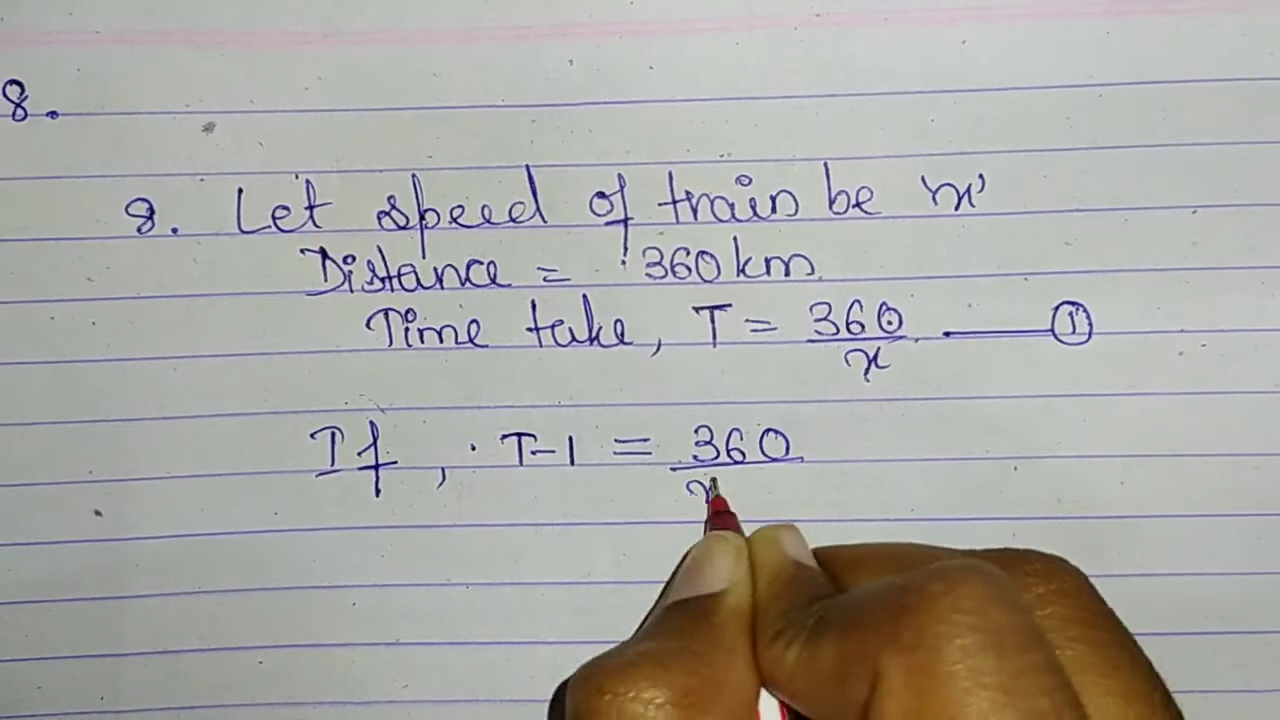 8.
8. Let speed of train be 'x'
Distance = 360 km.
Time take, T = 360/x ——— ①
If, T-1 = 360/x